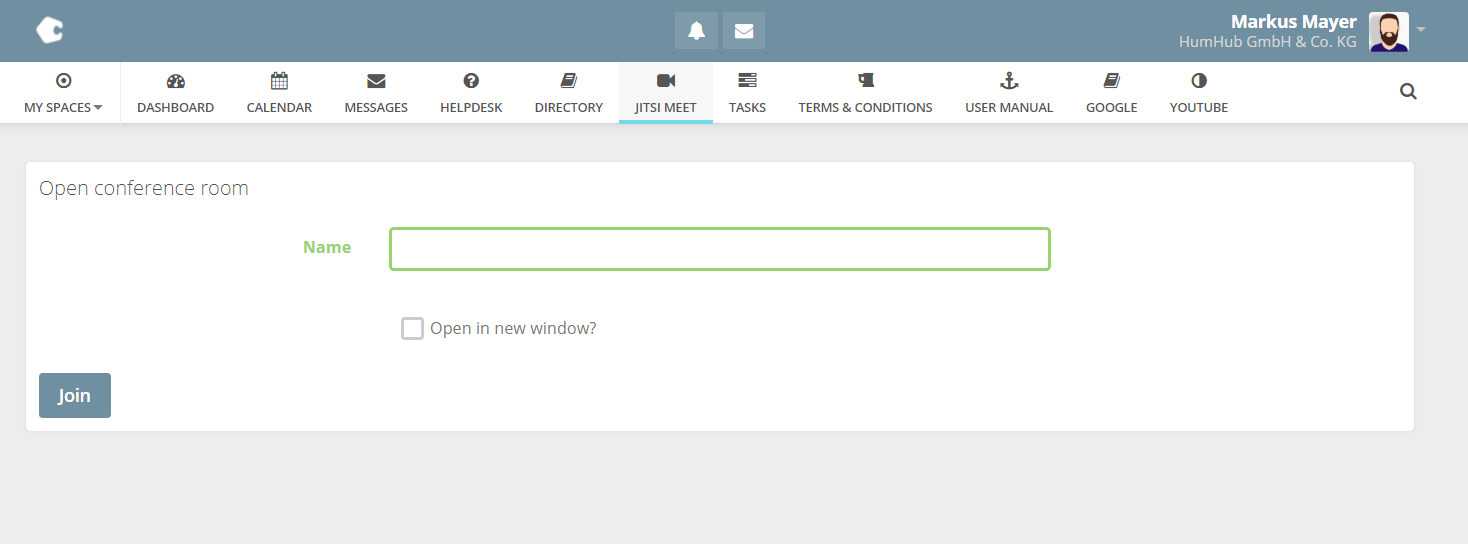 Markus Mayer
HumHub GmbH & Co. KG
MY SPACES DASHBOARD CALENDAR MESSAGES HELPDESK DIRECTORY JITSI MEET TASKS TERMS & CONDITIONS USER MANUAL GOOGLE YOUTUBE
Open conference room
Name
Open in new window?
Join